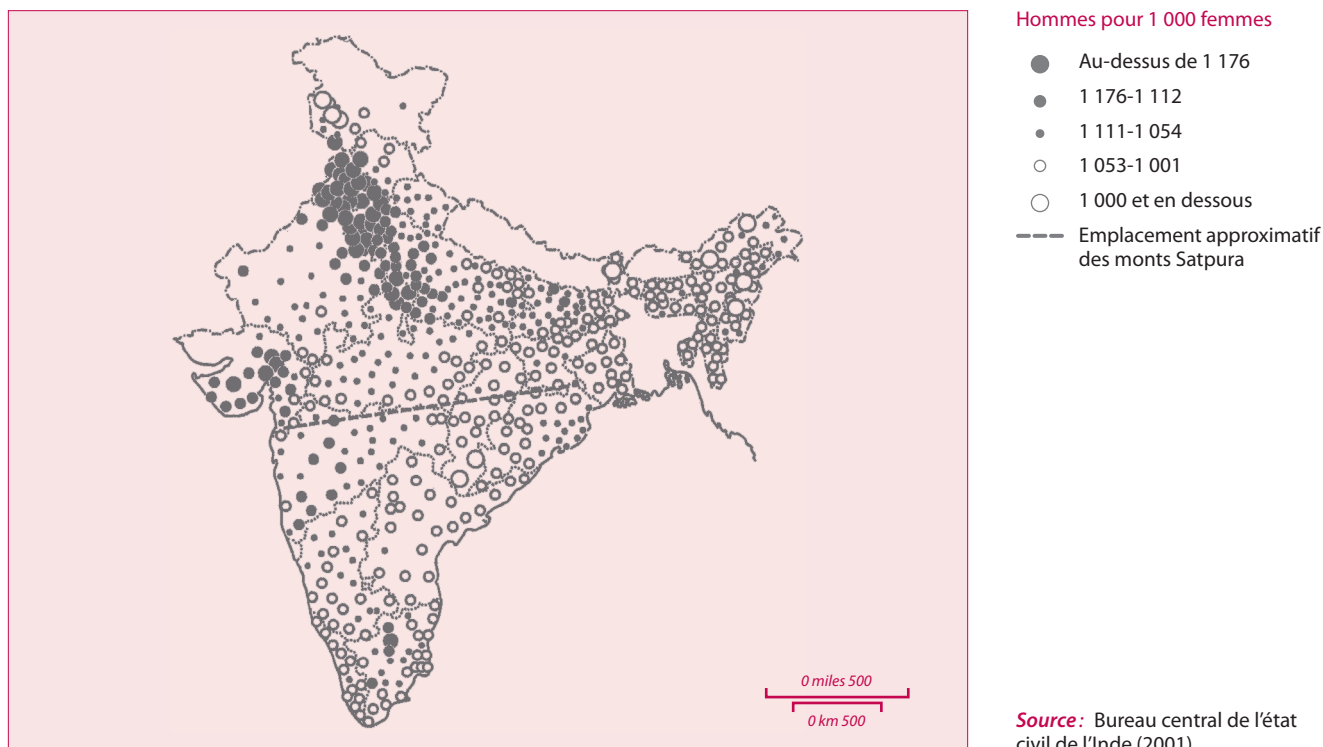 Hommes pour 1 000 femmes
Au-dessus de 1 176
1 176-1 112
1 111-1 054
1 053-1 001
1 000 et en dessous
Emplacement approximatif
des monts Satpura
0 miles 500
0 km 500
Source : Bureau central de l'état
civil de l'Inde (2001)